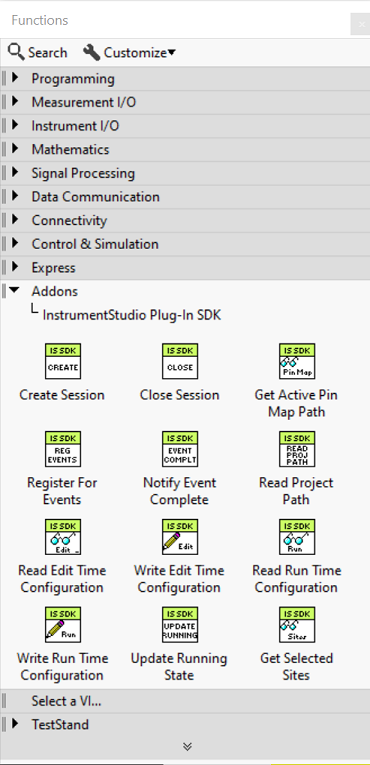 Functions
Search Customize
Programming
Measurement I/O
Instrument I/O
Mathematics
Signal Processing
Data Communication
Connectivity
Control & Simulation
Express
Addons
InstrumentStudio Plug-In SDK
IS SDK IS SDK IS SDK
CREATE CLOSE Pin Map
Create Session Close Session Get Active Pin
Map Path
IS SDK IS SDK IS SDK
REG EVENT READ
EVENTS COMPLT PROJ
PATH
Register For Notify Event Read Project
Events Complete Path
IS SDK IS SDK IS SDK
Edit Edit Run
Read Edit Time Write Edit Time Read Run Time
Configuration Configuration Configuration
IS SDK IS SDK IS SDK
Run UPDATE Sites
RUNNING
Write Run Time Update Running Get Selected
Configuration State Sites
Select a VI...
TestStand